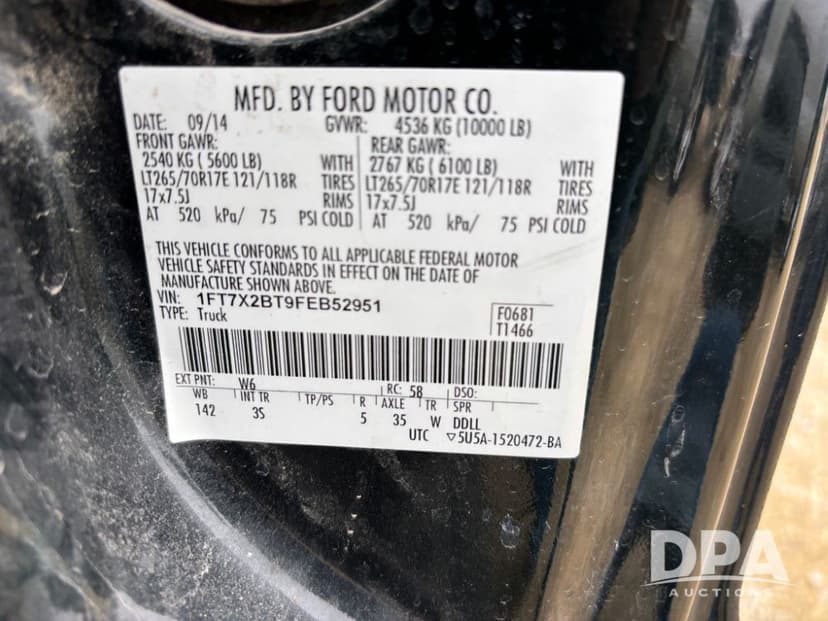 MFD. BY FORD MOTOR CO.
DATE: 09/14 GVWR: 4536 KG (10000 LB)
FRONT GAWR: REAR GAWR:
2540 KG ( 5600 LB) WITH 2767 KG ( 6100 LB) WITH
LT265/70R17E 121/118R TIRES LT265/70R17E 121/118R TIRES
17x7.5J RIMS 17x7.5J RIMS
AT 520 kPa/ 75 PSI COLD AT 520 kPa/ 75 PSI COLD
THIS VEHICLE CONFORMS TO ALL APPLICABLE FEDERAL MOTOR
VEHICLE SAFETY STANDARDS IN EFFECT ON THE DATE OF
MANUFACTURE SHOWN ABOVE.
VIN: 1FT7X2BT9FEB52951 F0681
TYPE: Truck T1466
EXT PNT: W6 RC: 58 DSO:
WB INT TR TP/PS R AXLE TR SPR
142 3S 5 35 W DDLL
UTC ▽5U5A-1520472-BA
DPA
AUCTIONS